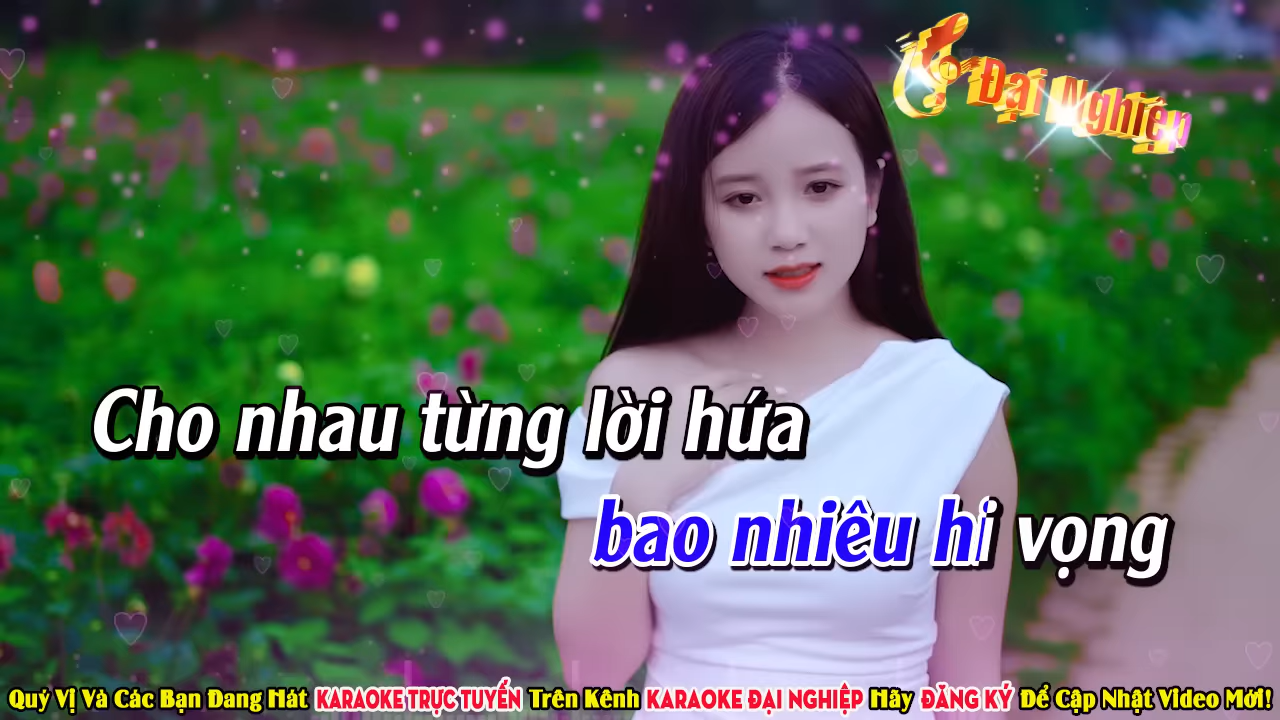 Đại Nghiệp
Cho nhau từng lời hứa
bao nhiêu hi vọng
Quý Vị Và Các Bạn Đang Hát KARAOKE TRỰC TUYẾN Trên Kênh KARAOKE ĐẠI NGHIỆP Hãy ĐĂNG KÝ Để Cập Nhật Video Mới!